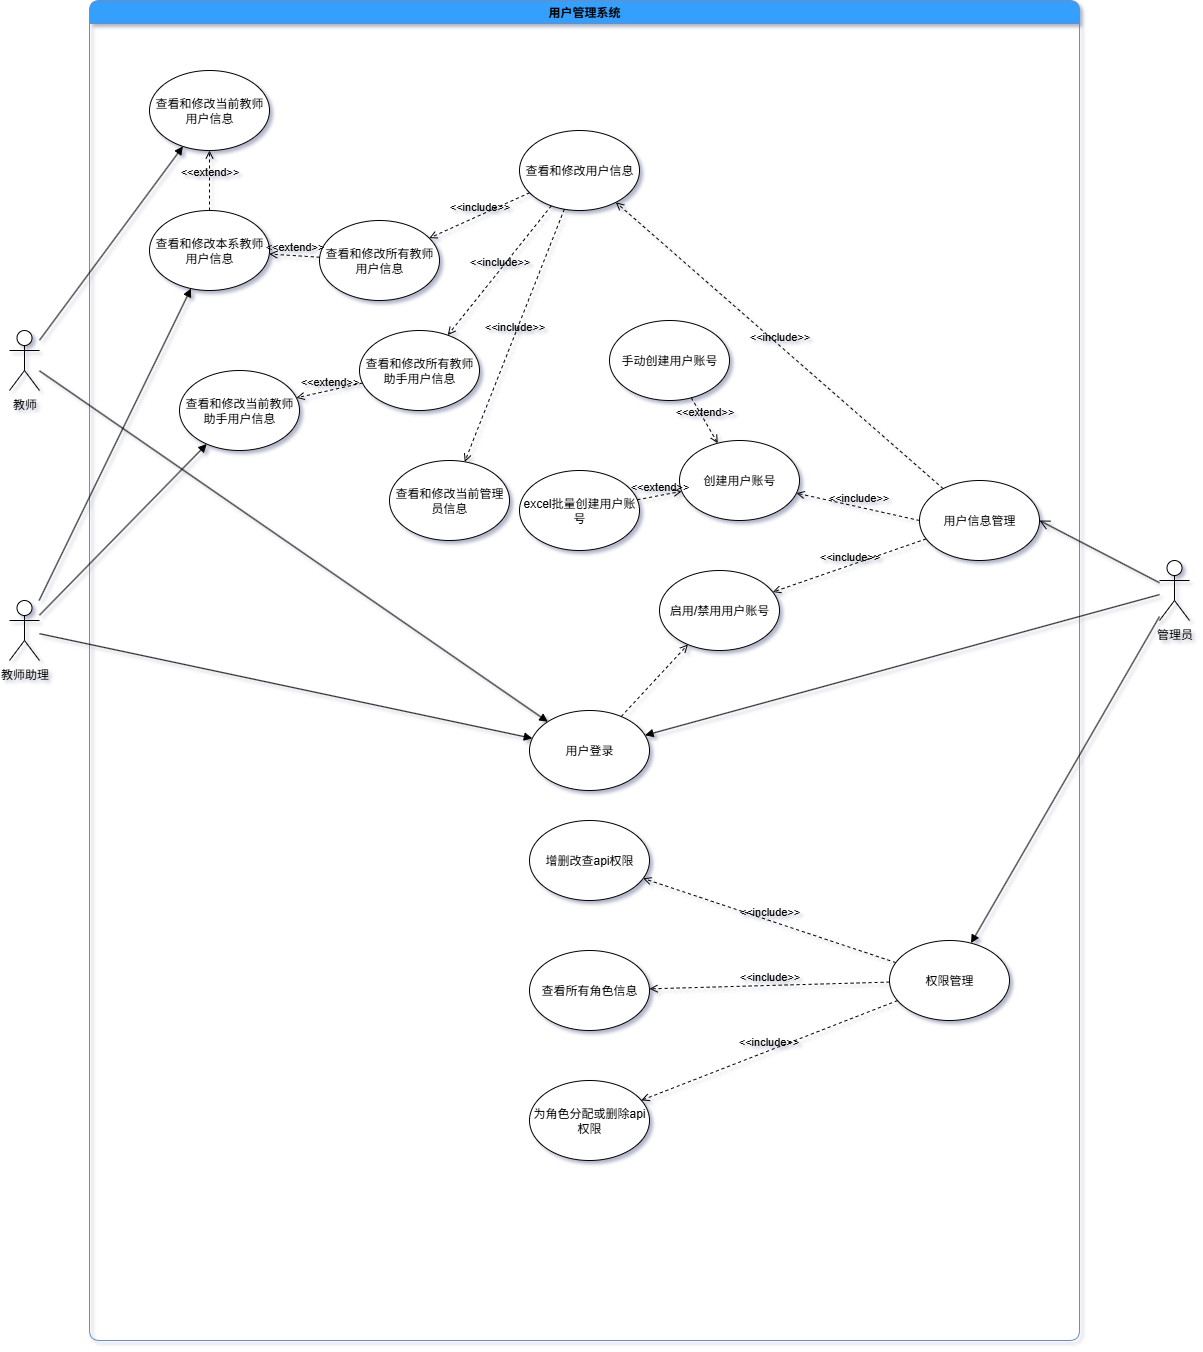 用户管理系统
查看和修改当前教师
用户信息
<<extend>>
查看和修改用户信息
<<include>>
查看和修改本系教师
用户信息
<<extend>>
查看和修改所有教师
用户信息
<<include>>
<<include>>
<<include>>
手动创建用户账号
查看和修改所有教师
助手用户信息
<<extend>>
查看和修改当前教师
助手用户信息
教师
<<extend>>
创建用户账号
<<extend>>
excel批量创建用户账
号
查看和修改当前管理
员信息
<<include>>
用户信息管理
<<include>>
启用/禁用用户账号
管理员
教师助理
用户登录
增删改查api权限
<<include>>
查看所有角色信息
<<include>>
权限管理
<<include>>
为角色分配或删除api
权限